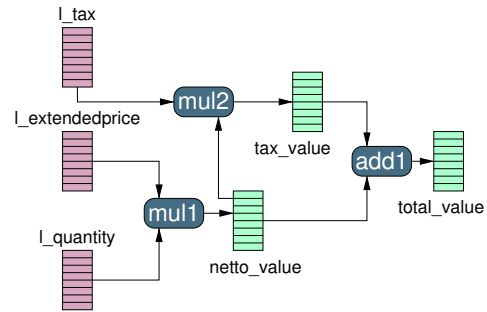 l_tax
mul2
l_extendedprice
tax_value
add1
mul1
total_value
l_quantity
netto_value